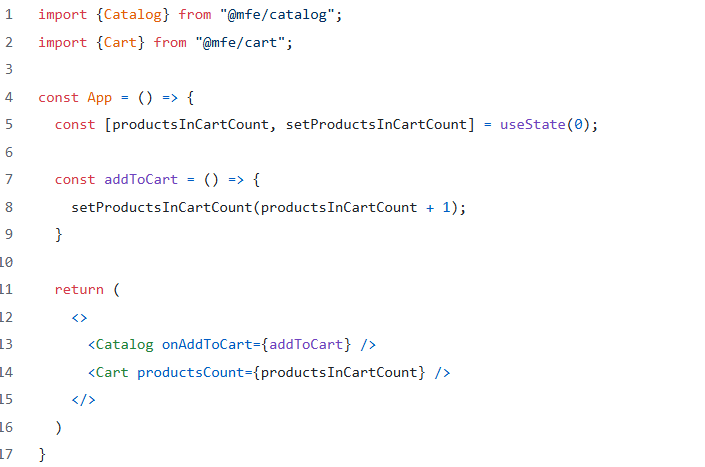 1 import {Catalog} from "@mfe/catalog";
2 import {Cart} from "@mfe/cart";
3
4 const App = () => {
5 const [productsInCartCount, setProductsInCartCount] = useState(0);
6
7 const addToCart = () => {
8 setProductsInCartCount(productsInCartCount + 1);
9 }
10
11 return (
12 <>
13 <Catalog onAddToCart={addToCart} />
14 <Cart productsCount={productsInCartCount} />
15 </>
16 )
17 }